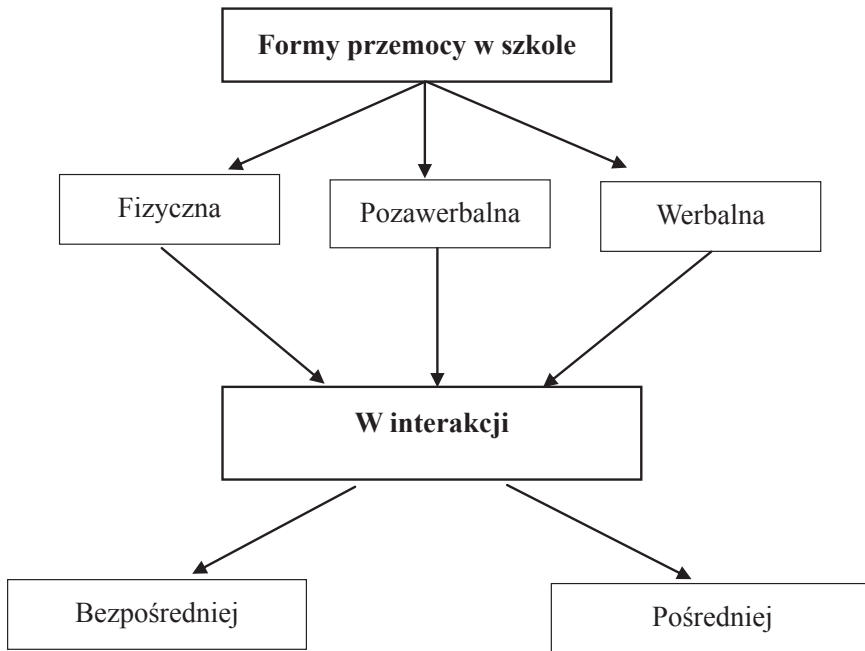 Formy przemocy w szkole
Fizyczna
Pozawerbalna
Werbalna
W interakcji
Bezpośredniej
Pośredniej